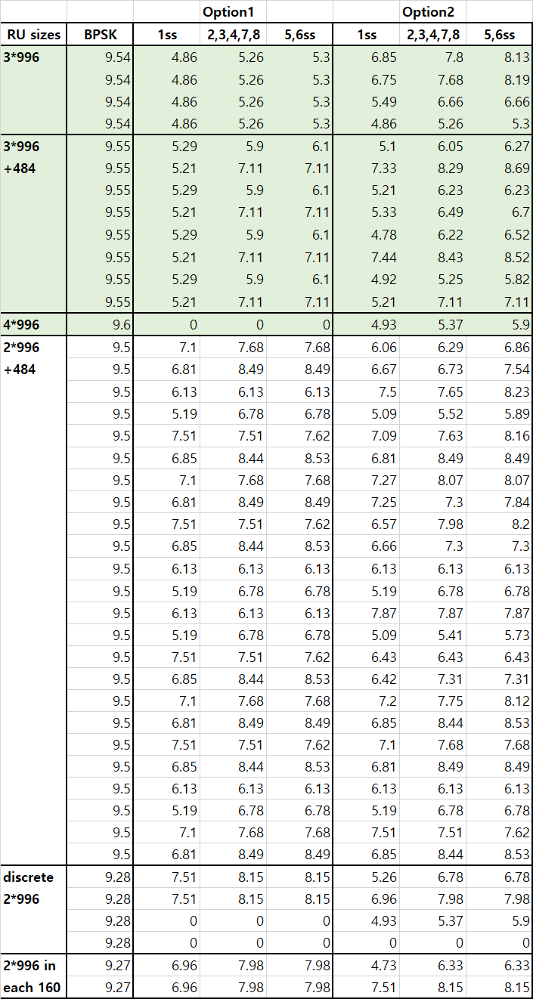 Option1 Option2
RU sizes BPSK 1ss 2,3,4,7,8 5,6ss 1ss 2,3,4,7,8 5,6ss
3*996 9.54 4.86 5.26 5.3 6.85 7.8 8.13
9.54 4.86 5.26 5.3 6.75 7.68 8.19
9.54 4.86 5.26 5.3 5.49 6.66 6.66
9.54 4.86 5.26 5.3 4.86 5.26 5.3
3*996 9.55 5.29 5.9 6.1 5.1 6.05 6.27
+484 9.55 5.21 7.11 7.11 7.33 8.29 8.69
9.55 5.29 5.9 6.1 5.21 6.23 6.23
9.55 5.21 7.11 7.11 5.33 6.49 6.7
9.55 5.29 5.9 6.1 4.78 6.22 6.52
9.55 5.21 7.11 7.11 7.44 8.43 8.52
9.55 5.29 5.9 6.1 4.92 5.25 5.82
9.55 5.21 7.11 7.11 5.21 7.11 7.11
4*996 9.6 0 0 0 4.93 5.37 5.9
2*996 9.5 7.1 7.68 7.68 6.06 6.29 6.86
+484 9.5 6.81 8.49 8.49 6.67 6.73 7.54
9.5 6.13 6.13 6.13 7.5 7.65 8.23
9.5 5.19 6.78 6.78 5.09 5.52 5.89
9.5 7.51 7.51 7.62 7.09 7.63 8.16
9.5 6.85 8.44 8.53 6.81 8.49 8.49
9.5 7.1 7.68 7.68 7.27 8.07 8.07
9.5 6.81 8.49 8.49 7.25 7.3 7.84
9.5 7.51 7.51 7.62 6.57 7.98 8.2
9.5 6.85 8.44 8.53 6.66 7.3 7.3
9.5 6.13 6.13 6.13 6.13 6.13 6.13
9.5 5.19 6.78 6.78 5.19 6.78 6.78
9.5 6.13 6.13 6.13 7.87 7.87 7.87
9.5 5.19 6.78 6.78 5.09 5.41 5.73
9.5 7.51 7.51 7.62 6.43 6.43 6.43
9.5 6.85 8.44 8.53 6.42 7.31 7.31
9.5 7.1 7.68 7.68 7.2 7.75 8.12
9.5 6.81 8.49 8.49 6.85 8.44 8.53
9.5 7.51 7.51 7.62 7.1 7.68 7.68
9.5 6.85 8.44 8.53 6.81 8.49 8.49
9.5 6.13 6.13 6.13 6.13 6.13 6.13
9.5 5.19 6.78 6.78 5.19 6.78 6.78
9.5 7.1 7.68 7.68 7.51 7.51 7.62
9.5 6.81 8.49 8.49 6.85 8.44 8.53
discrete 9.28 7.51 8.15 8.15 5.26 6.78 6.78
2*996 9.28 7.51 8.15 8.15 6.96 7.98 7.98
9.28 0 0 0 4.93 5.37 5.9
9.28 0 0 0 0 0 0
2*996 in 9.27 6.96 7.98 7.98 4.73 6.33 6.33
each 160 9.27 6.96 7.98 7.98 7.51 8.15 8.15